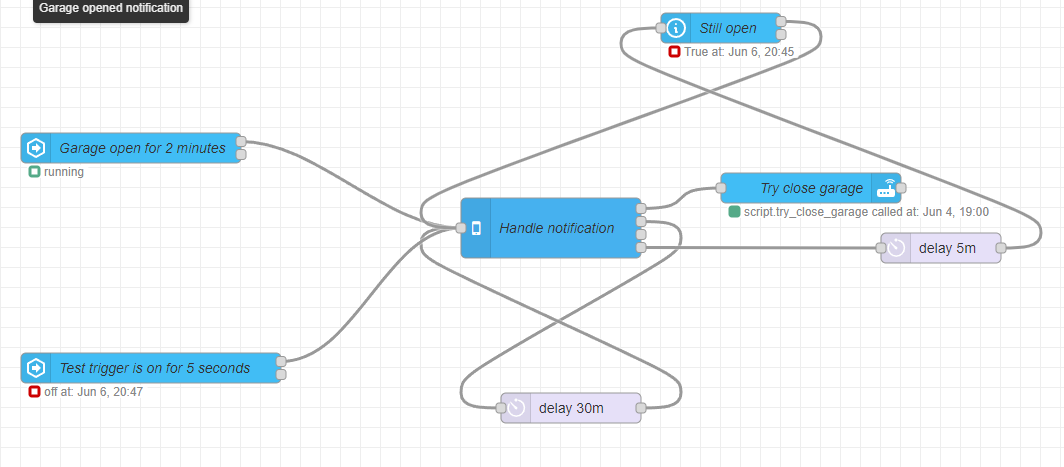 Garage opened notification
Still open
True at: Jun 6, 20:45
Garage open for 2 minutes
running
Try close garage
script.try_close_garage called at: Jun 4, 19:00
Handle notification
delay 5m
Test trigger is on for 5 seconds
off at: Jun 6, 20:47
delay 30m